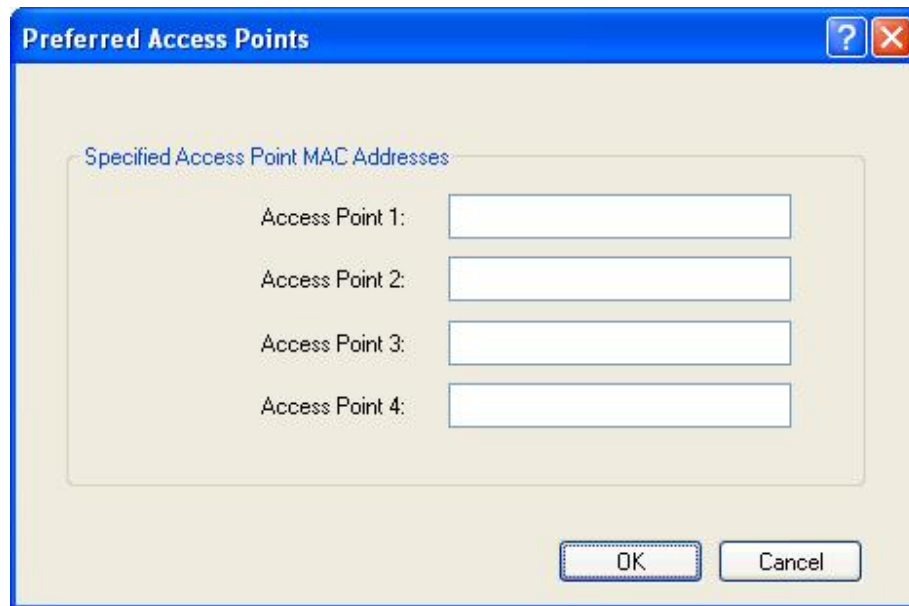 Preferred Access Points
Specified Access Point MAC Addresses
Access Point 1:
Access Point 2:
Access Point 3:
Access Point 4:
OK Cancel